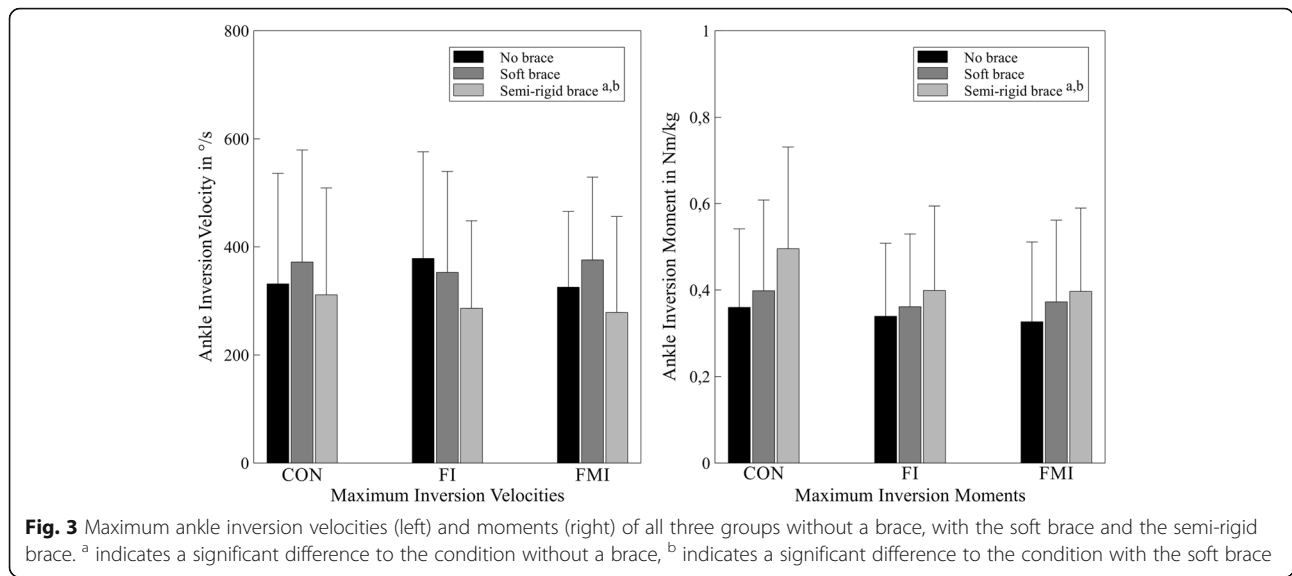 800
600
400
200
0
Ankle InversionVelocity in °/s
No brace
Soft brace
Semi-rigid brace a,b
CON FI FMI
Maximum Inversion Velocities
1
0,8
0,6
0,4
0,2
0
Ankle Inversion Moment in Nm/kg
No brace
Soft brace
Semi-rigid brace a,b
CON FI FMI
Maximum Inversion Moments
Fig. 3 Maximum ankle inversion velocities (left) and moments (right) of all three groups without a brace, with the soft brace and the semi-rigid
brace. a indicates a significant difference to the condition without a brace, b indicates a significant difference to the condition with the soft brace